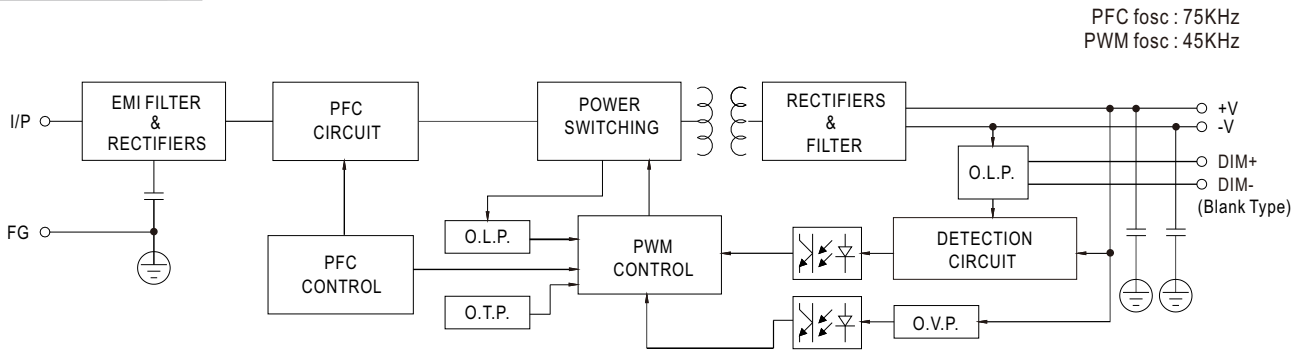 PFC fosc : 75KHz
PWM fosc : 45KHz
I/P
EMI FILTER
&
RECTIFIERS
PFC
CIRCUIT
POWER
SWITCHING
RECTIFIERS
&
FILTER
+V
-V
O.L.P.
DIM+
DIM-
(Blank Type)
FG
PFC
CONTROL
O.L.P.
O.T.P.
PWM
CONTROL
DETECTION
CIRCUIT
O.V.P.